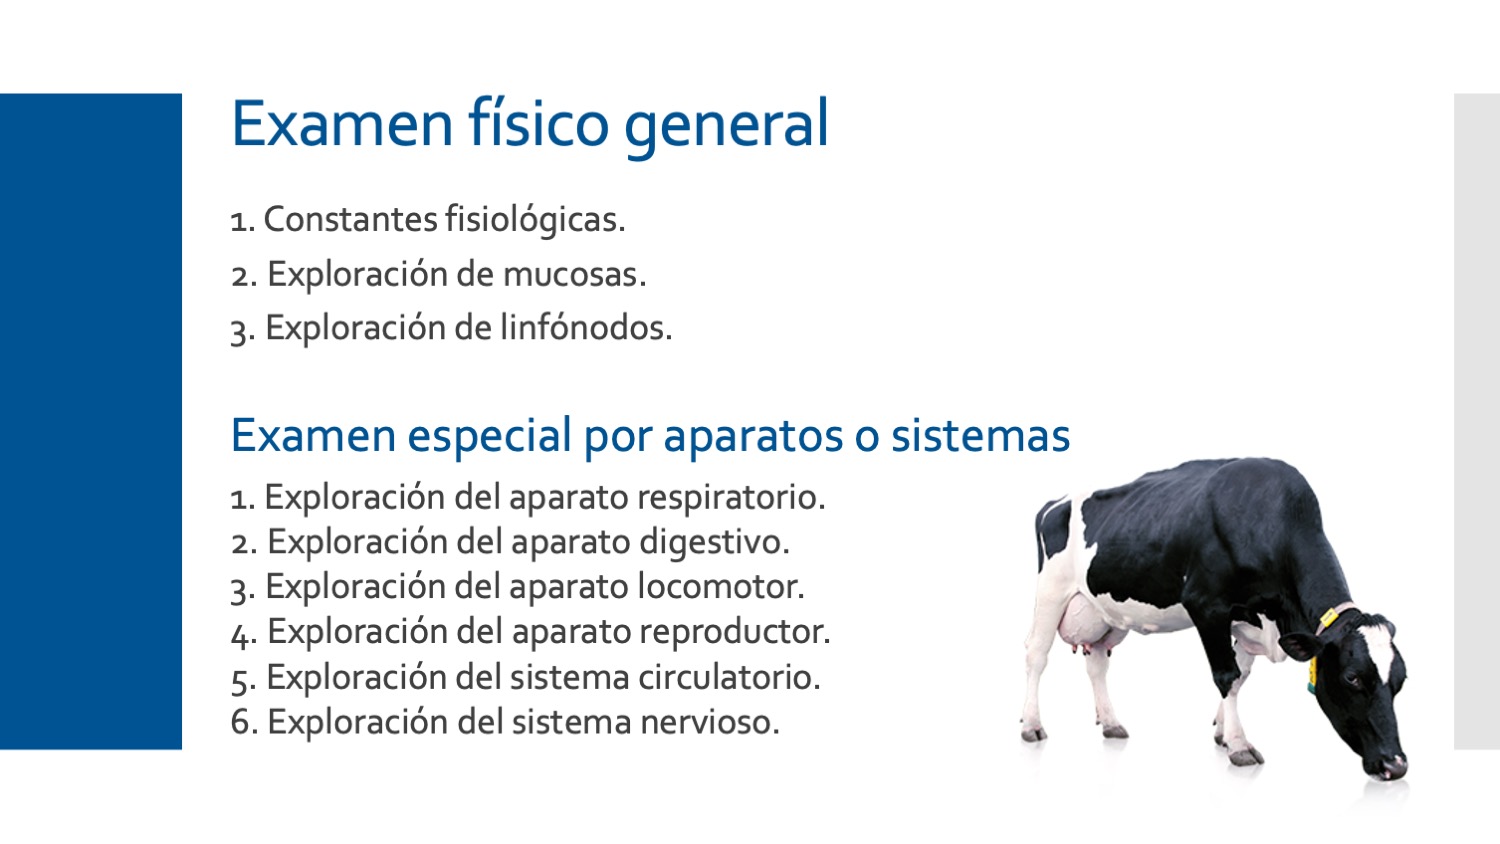 Examen físico general
1. Constantes fisiológicas.
2. Exploración de mucosas.
3. Exploración de linfónodos.
Examen especial por aparatos o sistemas
1. Exploración del aparato respiratorio.
2. Exploración del aparato digestivo.
3. Exploración del aparato locomotor.
4. Exploración del aparato reproductor.
5. Exploración del sistema circulatorio.
6. Exploración del sistema nervioso.